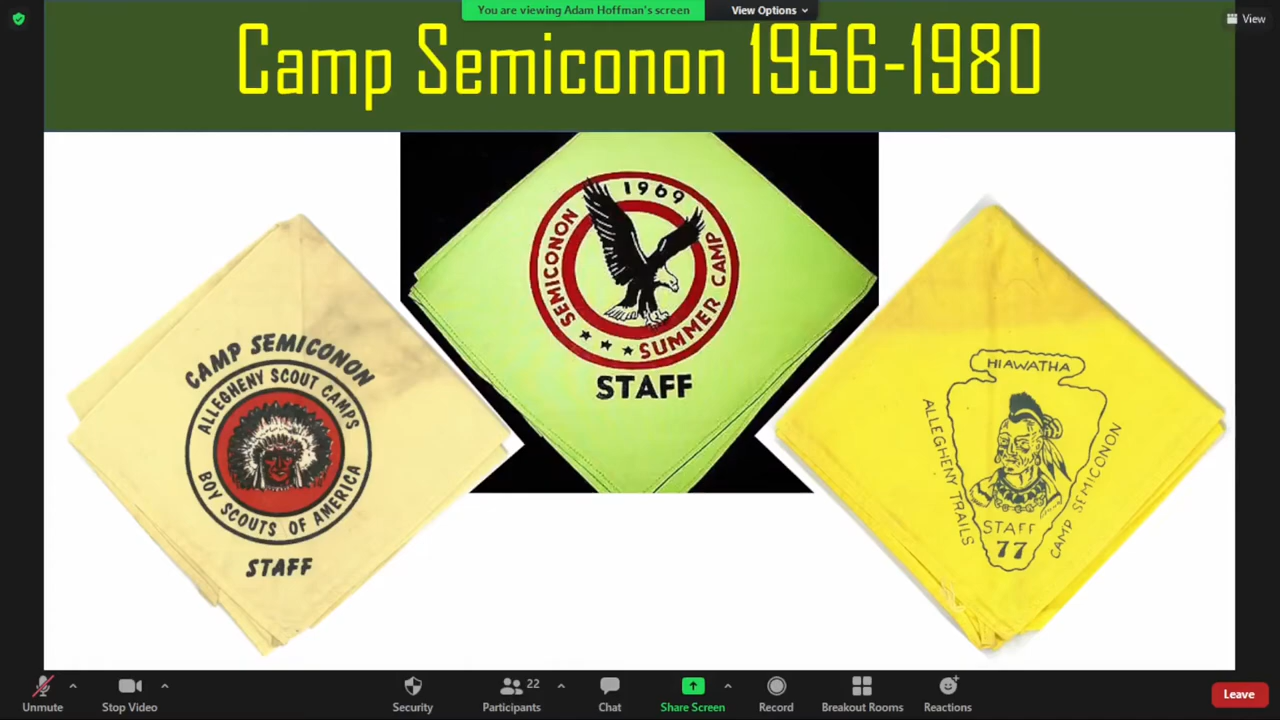 You are viewing Adam Hoffman's screen
View Options
View
Camp Semiconon 1956-1980
CAMP SEMICONON
ALLEGHENY SCOUT CAMPS
BOY SCOUTS OF AMERICA
STAFF
1969
SEMICONON
SUMMER CAMP
STAFF
HIAWATHA
ALLEGHENY TRAILS
CAMP SEMICONON
STAFF
77
Unmute
Stop Video
Security
22
Participants
Chat
Share Screen
Record
Breakout Rooms
Reactions
Leave